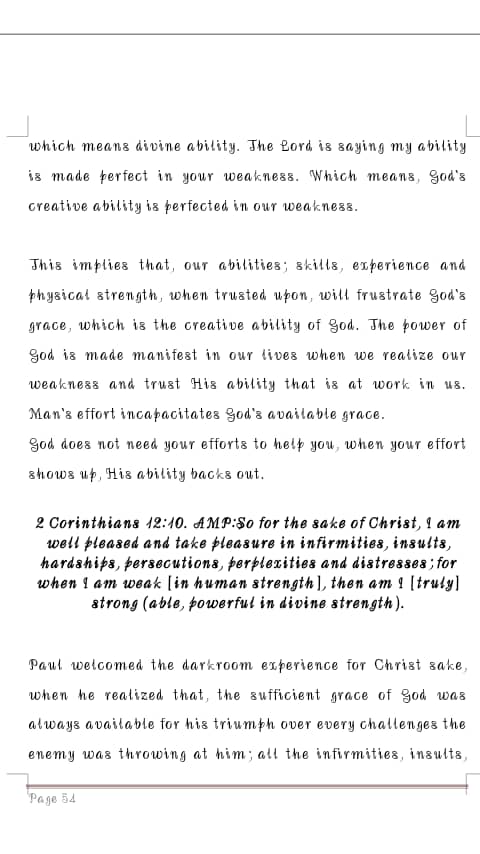 which means divine ability. The Lord is saying my ability
is made perfect in your weakness. Which means, God's
creative ability is perfected in our weakness.
This implies that, our abilities; skills, experience and
physical strength, when trusted upon, will frustrate God's
grace, which is the creative ability of God. The power of
God is made manifest in our lives when we realize our
weakness and trust His ability that is at work in us.
Man's effort incapacitates God's available grace.
God does not need your efforts to help you, when your effort
shows up, His ability backs out.
2 Corinthians 12:10. AMP:So for the sake of Christ, I am
well pleased and take pleasure in infirmities, insults,
hardships, persecutions, perplexities and distresses; for
when I am weak [in human strength], then am I [truly]
strong (able, powerful in divine strength).
Paul welcomed the darkroom experience for Christ sake,
when he realized that, the sufficient grace of God was
always available for his triumph over every challenges the
enemy was throwing at him; all the infirmities, insults,
Page 54